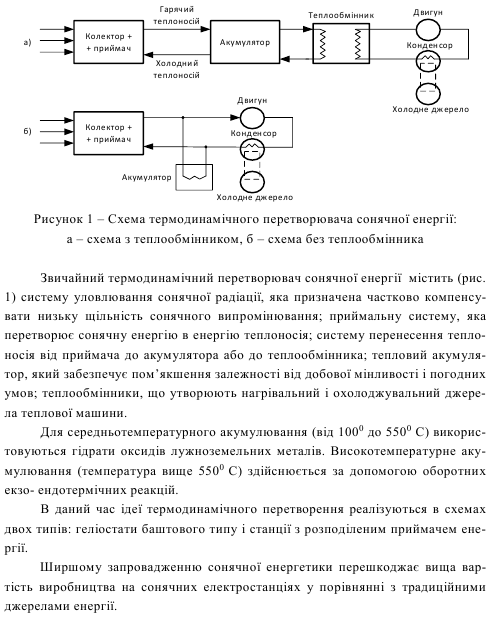 Гарячий
теплоносій
Теплообмінник
Двигун
а)
Колектор +
+ приймач
Акумулятор
Конденсор
Холодний
теплоносій
Холодне джерело
Двигун
б)
Колектор +
+ приймач
Конденсор
Акумулятор
Холодне джерело
Рисунок 1 – Схема термодинамічного перетворювача сонячної енергії:
а – схема з теплообмінником, б – схема без теплообмінника
Звичайний термодинамічний перетворювач сонячної енергії містить (рис.
1) систему уловлювання сонячної радіації, яка призначена частково компенсу-
вати низьку щільність сонячного випромінювання; приймальну систему, яка
перетворює сонячну енергію в енергію теплоносія; систему перенесення тепло-
носія від приймача до акумулятора або до теплообмінника; тепловий акумуля-
тор, який забезпечує пом’якшення залежності від добової мінливості і погодних
умов; теплообмінники, що утворюють нагрівальний і охолоджувальний джере-
ла теплової машини.
Для середньотемпературного акумулювання (від 100⁰ до 550⁰ С) викорис-
товуються гідрати оксидів лужноземельних металів. Високотемпературне аку-
мулювання (температура вище 550⁰ С) здійснюється за допомогою оборотних
екзо- ендотермічних реакцій.
В даний час ідеї термодинамічного перетворення реалізуються в схемах
двох типів: геліостати баштового типу і станції з розподіленим приймачем ене-
ргії.
Ширшому запровадженню сонячної енергетики перешкоджає вища вар-
тість виробництва на сонячних електростанціях у порівнянні з традиційними
джерелами енергії.